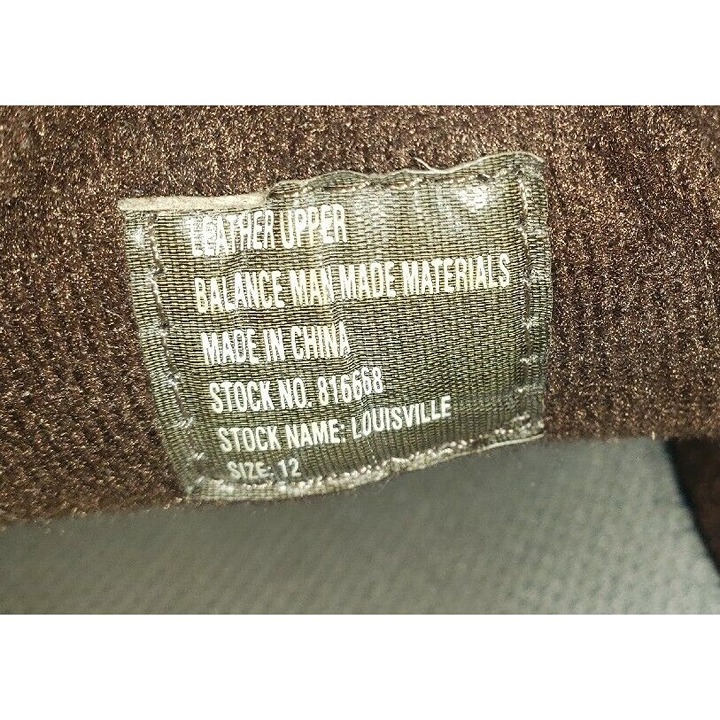 LEATHER UPPER
BALANCE MAN MADE MATERIALS
MADE IN CHINA
STOCK NO. 816668
STOCK NAME: LOUISVILLE
SIZE: 12